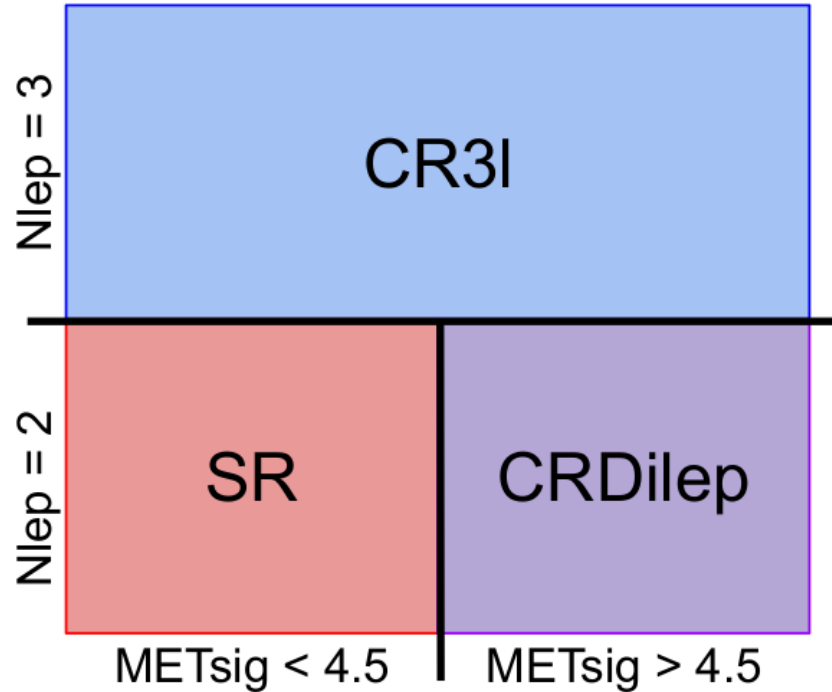 Nlep = 3
CR3l
Nlep = 2
SR
CRDilep
METsig < 4.5
METsig > 4.5